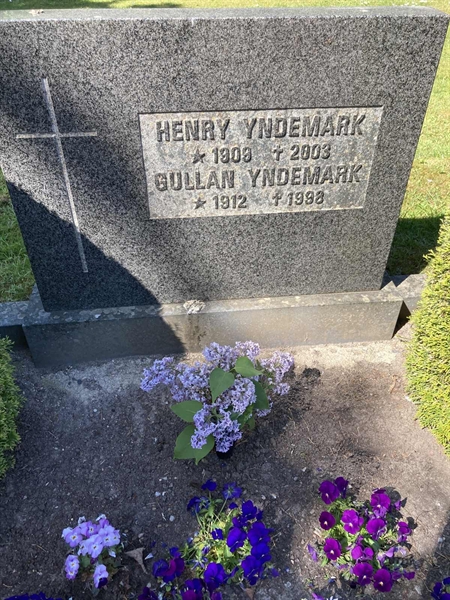 HENRY YNDEMARK
★ 1909 † 2003
GULLAN YNDEMARK
★ 1912 † 1998